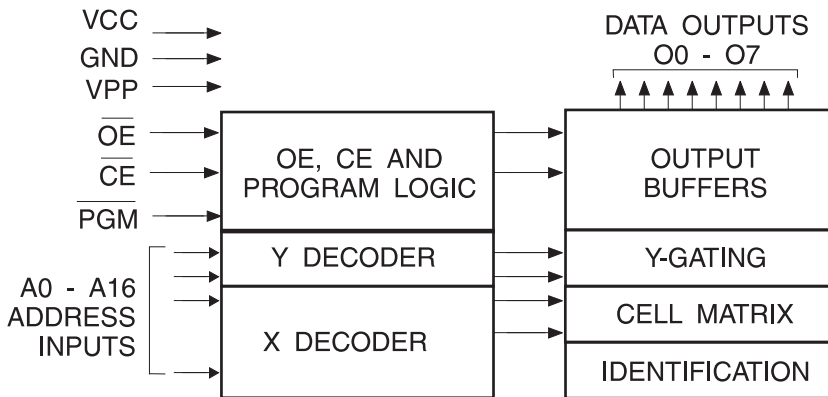 VCC
GND
VPP
OE
CE
PGM
A0 - A16
ADDRESS
INPUTS
OE, CE AND
PROGRAM LOGIC
Y DECODER
X DECODER
DATA OUTPUTS
O0 - O7
OUTPUT
BUFFERS
Y-GATING
CELL MATRIX
IDENTIFICATION